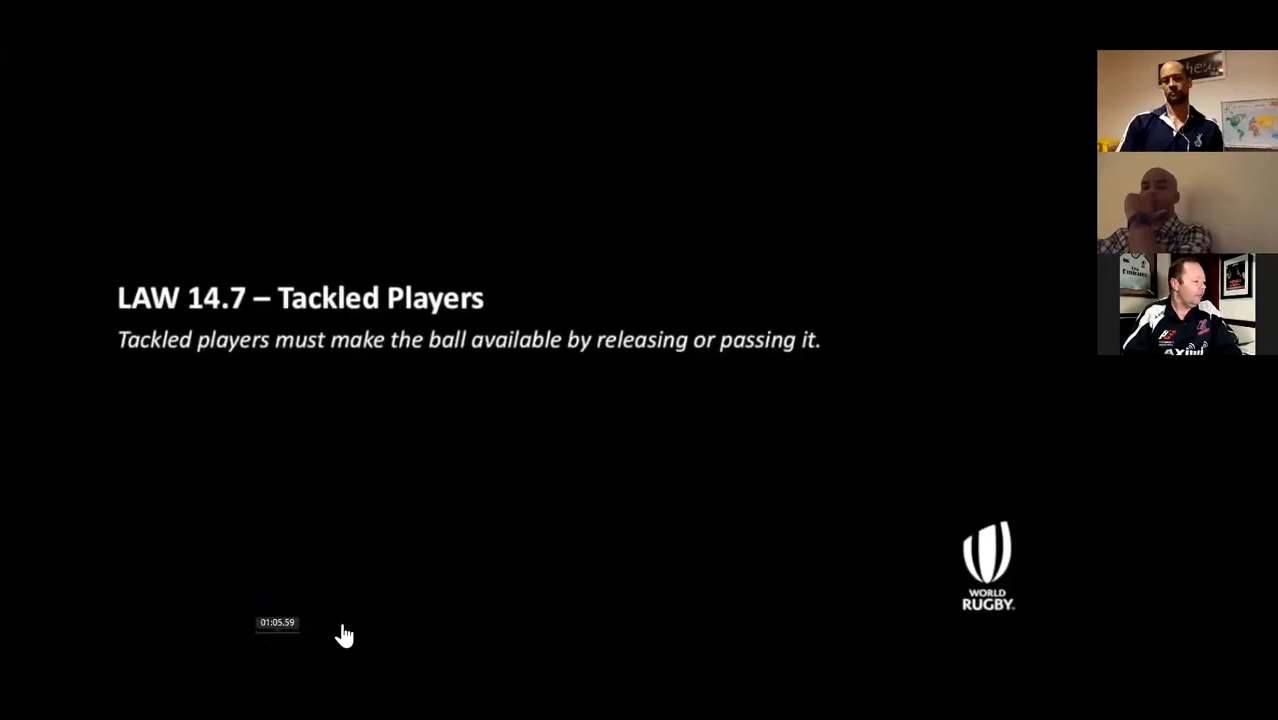 LAW 14.7 – Tackled Players
Tackled players must make the ball available by releasing or passing it.
WORLD
RUGBY
01:05.59
Emirates